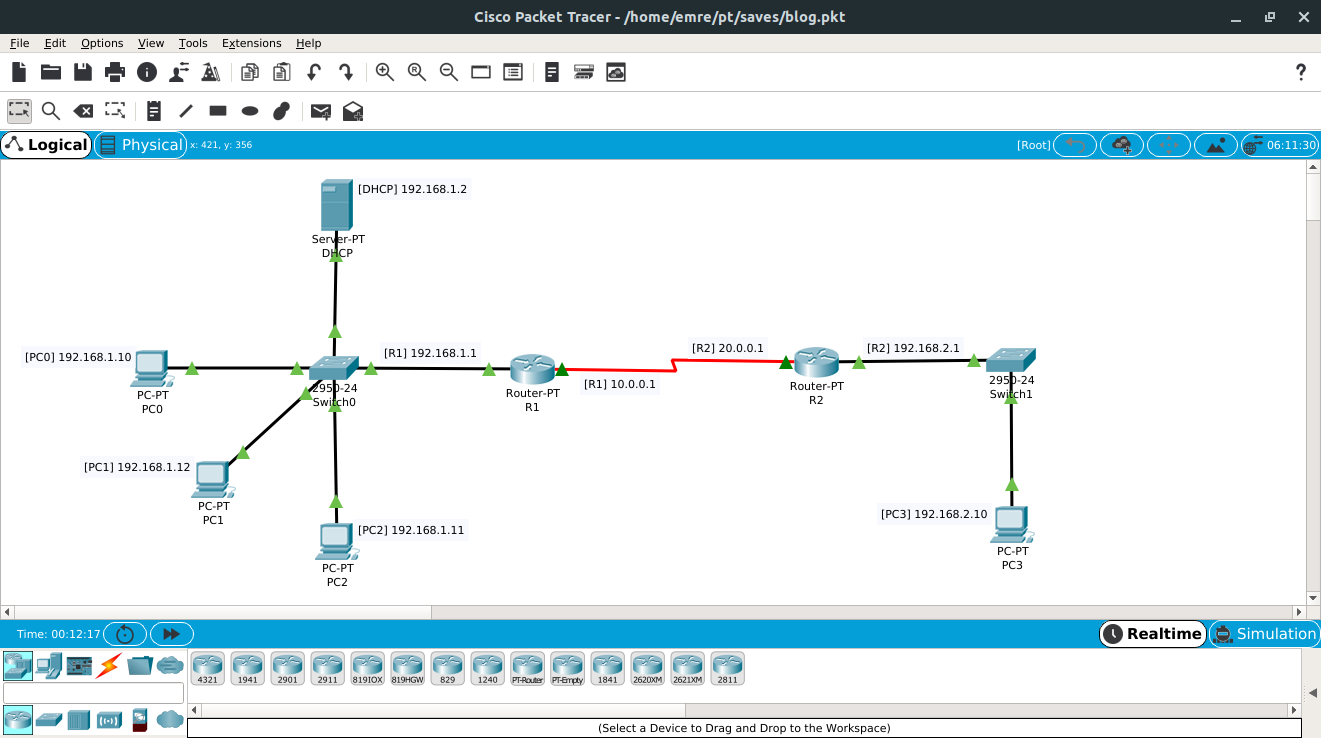 Cisco Packet Tracer - /home/emre/pt/saves/blog.pkt
File Edit Options View Tools Extensions Help
?
Logical Physical x: 421, y: 356 [Root] 06:11:30
[DHCP] 192.168.1.2
Server-PT
DHCP
[PC0] 192.168.1.10
PC-PT
PC0
2950-24
Switch0
[R1] 192.168.1.1
Router-PT
R1
[R1] 10.0.0.1
[R2] 20.0.0.1
Router-PT
R2
[R2] 192.168.2.1
2950-24
Switch1
[PC1] 192.168.1.12
PC-PT
PC1
[PC2] 192.168.1.11
PC-PT
PC2
[PC3] 192.168.2.10
PC-PT
PC3
Time: 00:12:17 Realtime Simulation
4321 1941 2901 2911 819IOX 819HGW 829 1240 PT-Router PT-Empty 1841 2620XM 2621XM 2811
(Select a Device to Drag and Drop to the Workspace)